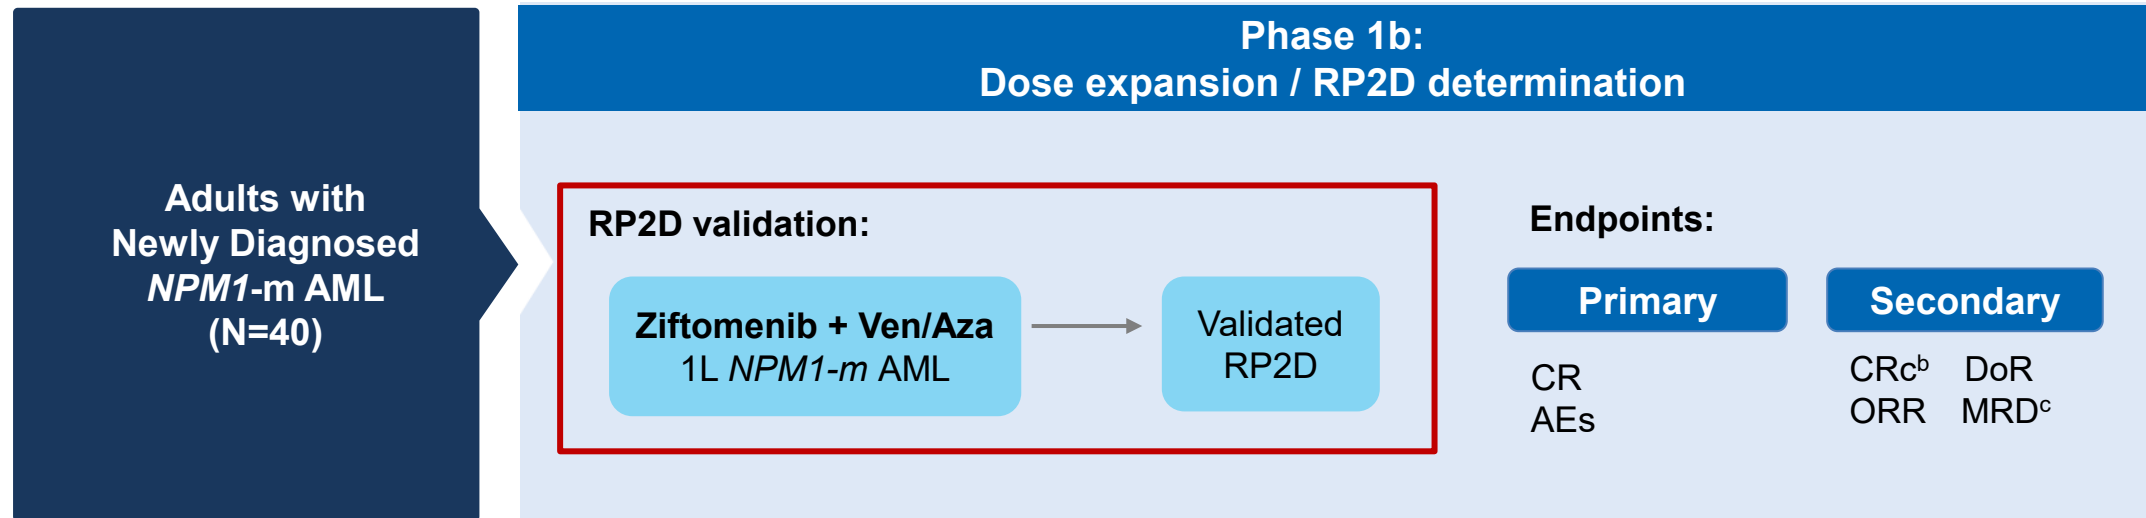 Adults with
Newly Diagnosed
NPM1-m AML
(N=40)
Phase 1b:
Dose expansion / RP2D determination
RP2D validation:
Ziftomenib + Ven/Aza
1L NPM1-m AML
Validated
RP2D
Endpoints:
Primary
CR
AEs
Secondary
CRcᵇ DoR
ORR MRDᶜ